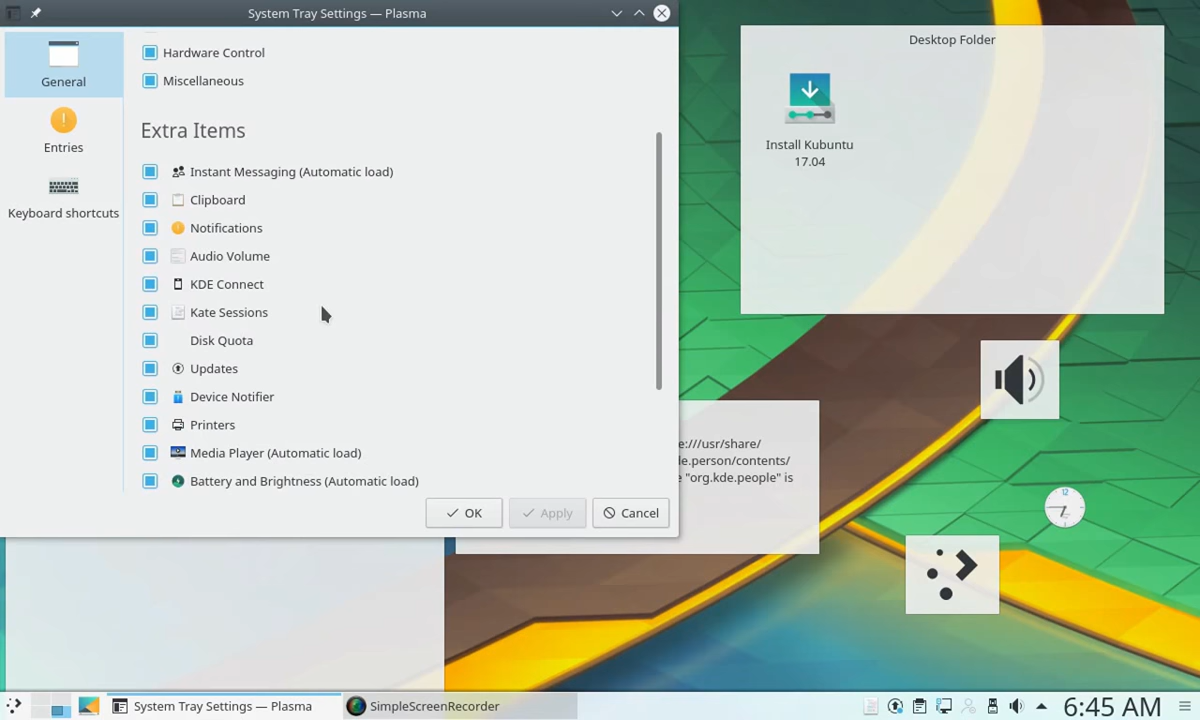 System Tray Settings — Plasma
General
Entries
Keyboard shortcuts
Hardware Control
Miscellaneous
Extra Items
Instant Messaging (Automatic load)
Clipboard
Notifications
Audio Volume
KDE Connect
Kate Sessions
Disk Quota
Updates
Device Notifier
Printers
Media Player (Automatic load)
Battery and Brightness (Automatic load)
OK
Apply
Cancel
Desktop Folder
Install Kubuntu
17.04
e:///usr/share/
de.person/contents/
e "org.kde.people" is
12
System Tray Settings — Plasma
SimpleScreenRecorder
6:45 AM